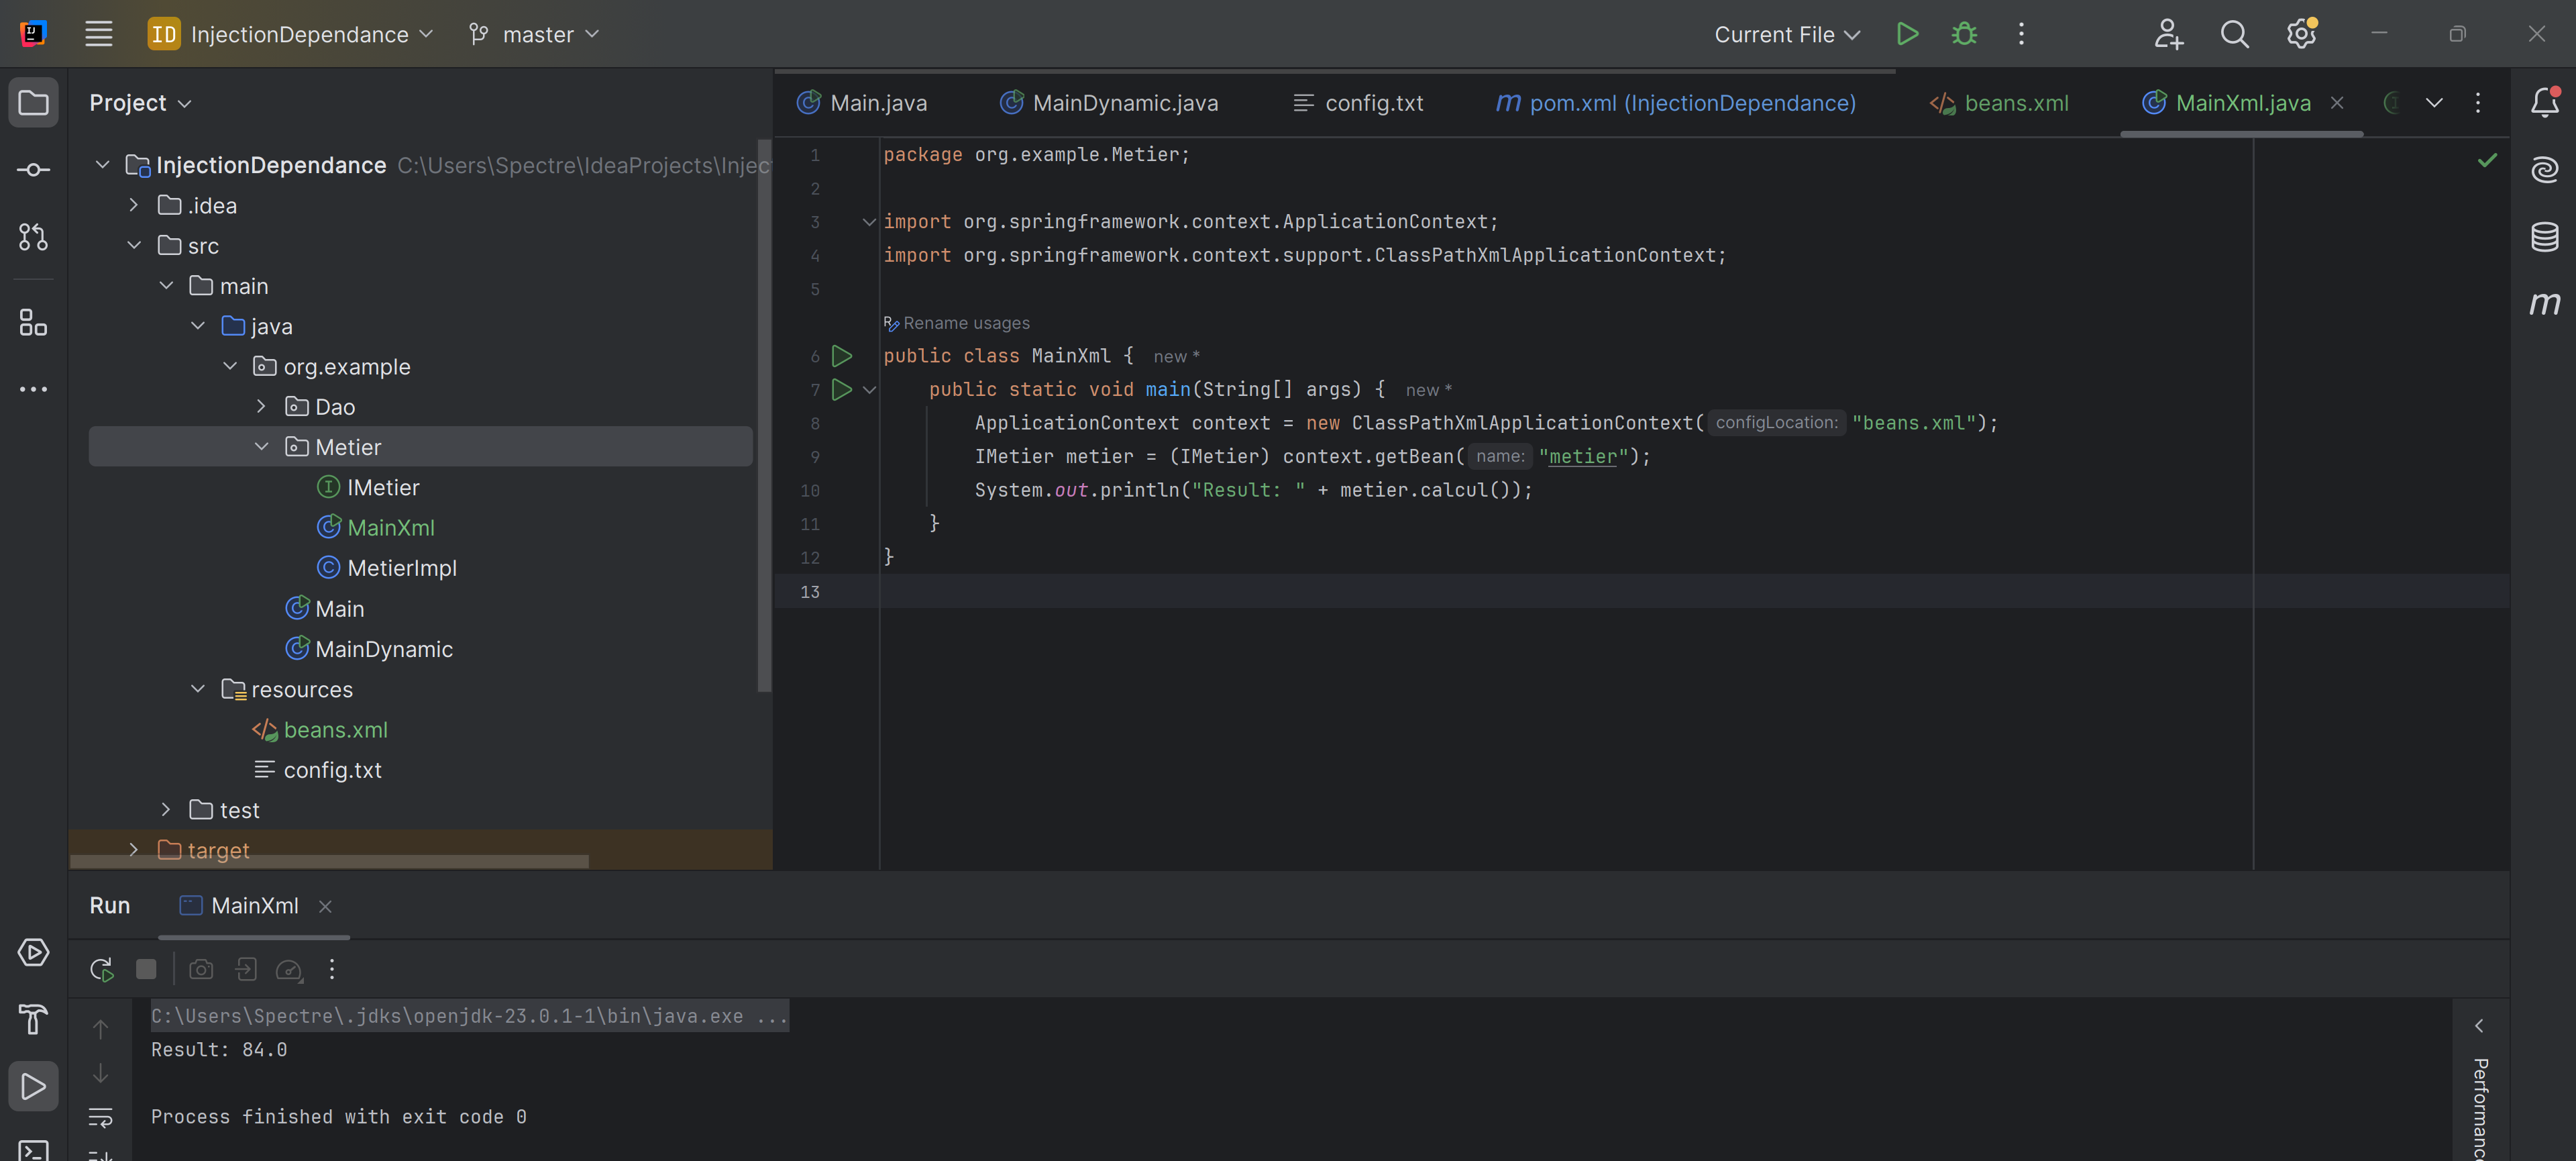 ID InjectionDependance master Current File
Project
Main.java MainDynamic.java config.txt pom.xml (InjectionDependance) beans.xml MainXml.java
InjectionDependance C:\Users\Spectre\IdeaProjects\Injec
.idea
src
main
java
org.example
Dao
Metier
IMetier
MainXml
MetierImpl
Main
MainDynamic
resources
beans.xml
config.txt
test
target
1 package org.example.Metier;
2
3 import org.springframework.context.ApplicationContext;
4 import org.springframework.context.support.ClassPathXmlApplicationContext;
5
Rename usages
6 public class MainXml { new *
7 public static void main(String[] args) { new *
8 ApplicationContext context = new ClassPathXmlApplicationContext( configLocation: "beans.xml");
9 IMetier metier = (IMetier) context.getBean( name: "metier");
10 System.out.println("Result: " + metier.calcul());
11 }
12 }
13
Run MainXml
C:\Users\Spectre\.jdks\openjdk-23.0.1-1\bin\java.exe ...
Result: 84.0
Process finished with exit code 0
Performanc